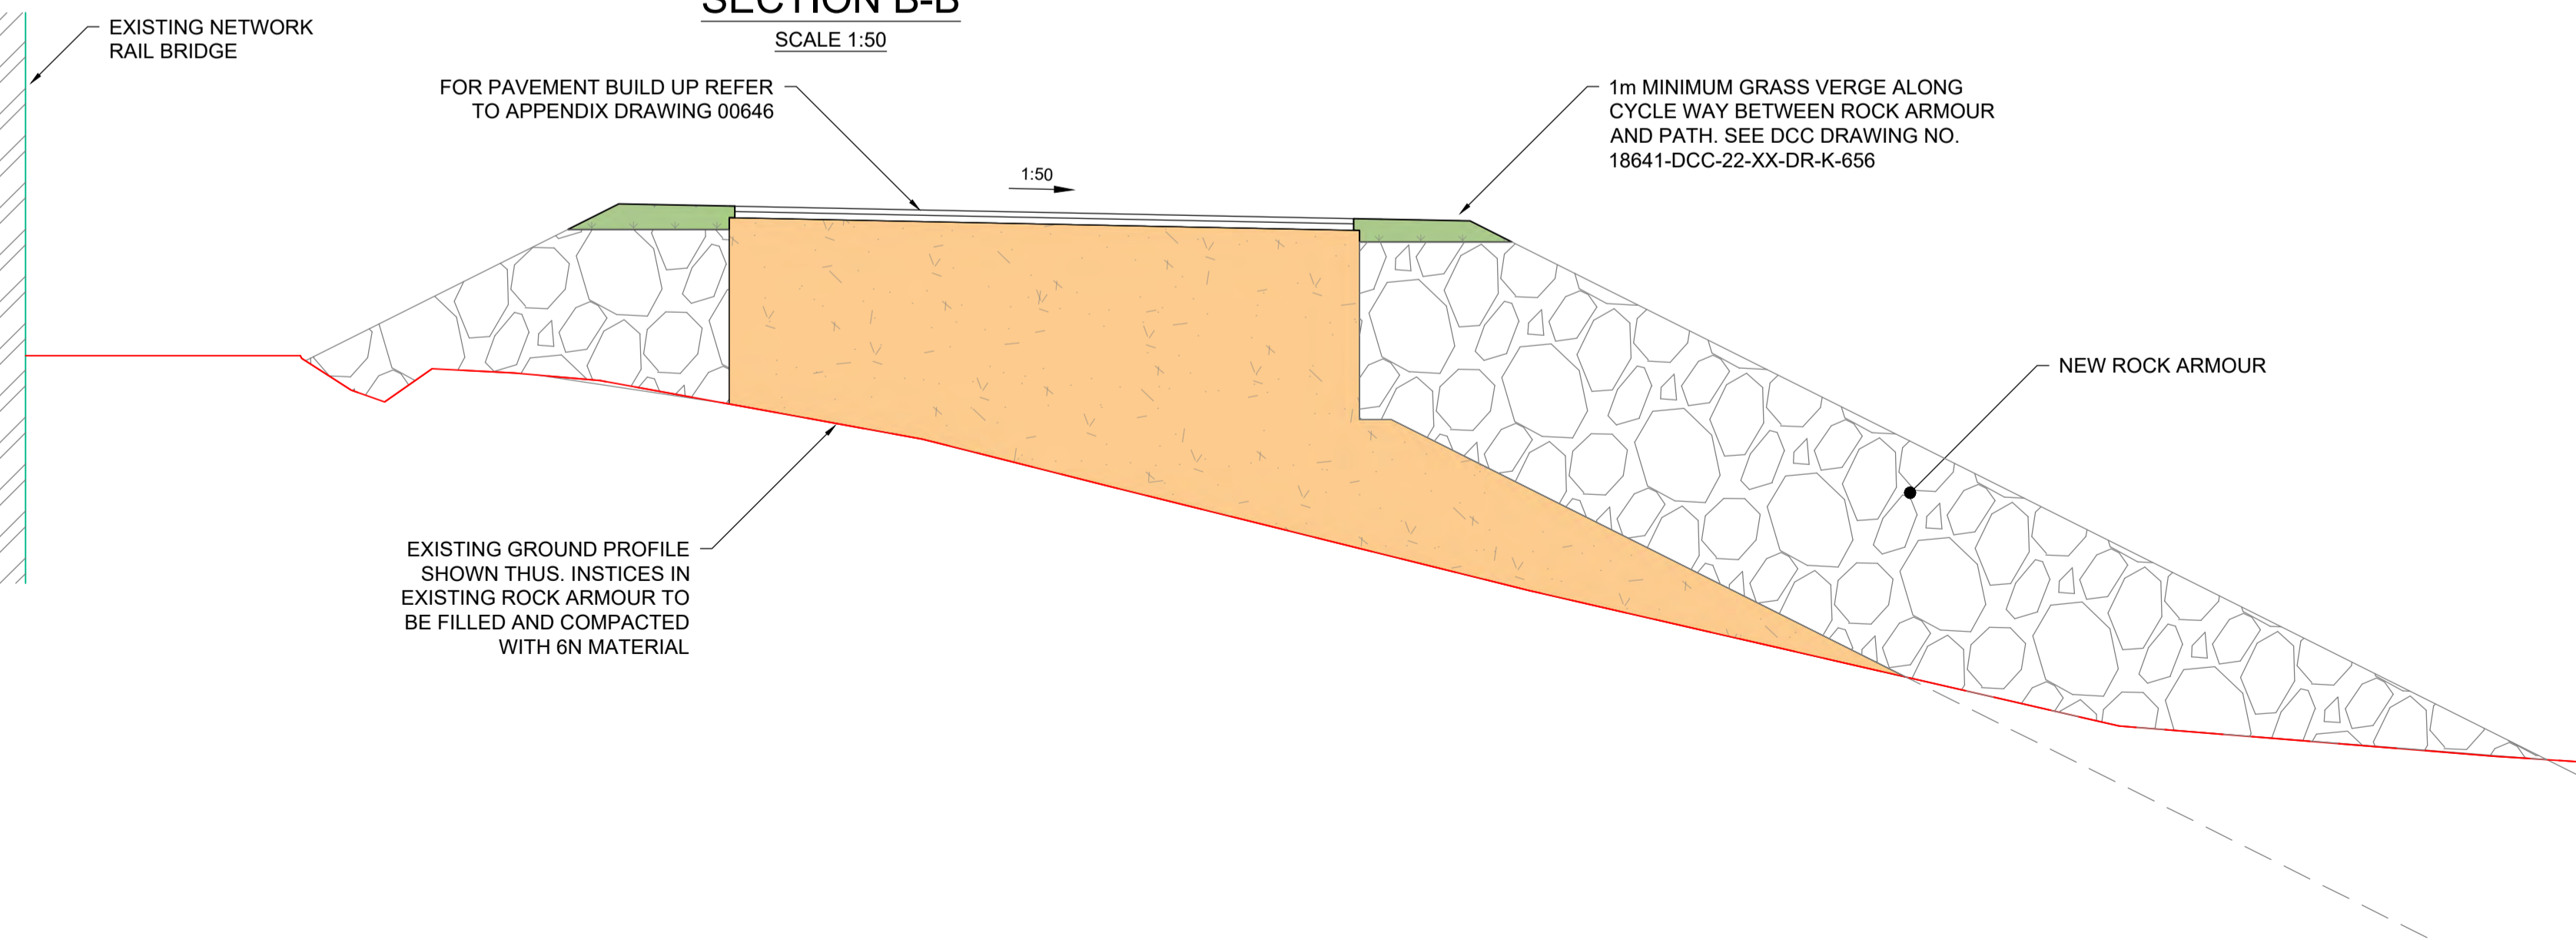 SECTION B-B
SCALE 1:50
EXISTING NETWORK
RAIL BRIDGE
FOR PAVEMENT BUILD UP REFER
TO APPENDIX DRAWING 00646
1m MINIMUM GRASS VERGE ALONG
CYCLE WAY BETWEEN ROCK ARMOUR
AND PATH. SEE DCC DRAWING NO.
18641-DCC-22-XX-DR-K-656
1:50
NEW ROCK ARMOUR
EXISTING GROUND PROFILE
SHOWN THUS. INSTICES IN
EXISTING ROCK ARMOUR TO
BE FILLED AND COMPACTED
WITH 6N MATERIAL